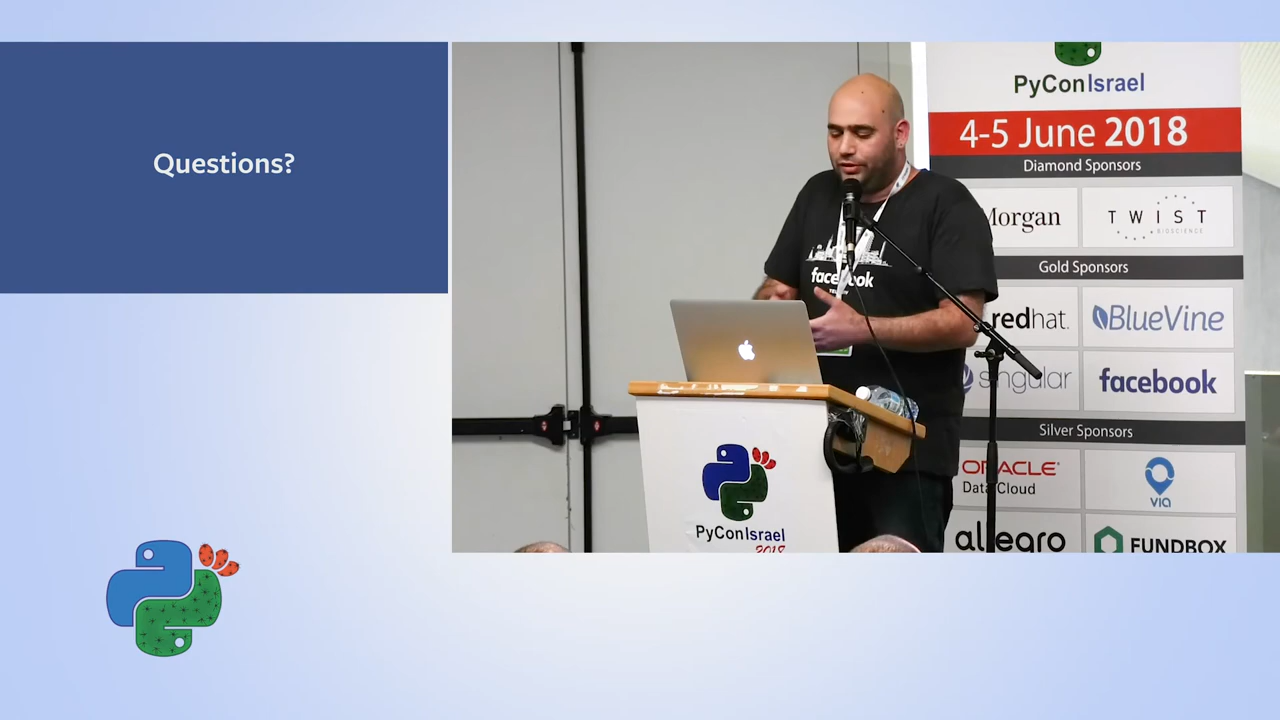 Questions?
PyConIsrael
4-5 June 2018
Diamond Sponsors
Morgan
TWIST
BIOSCIENCE
Gold Sponsors
redhat.
BlueVine
singular
facebook
Silver Sponsors
ORACLE
Data Cloud
via
allegro
FUNDBOX
facebook
PyConIsrael
2018